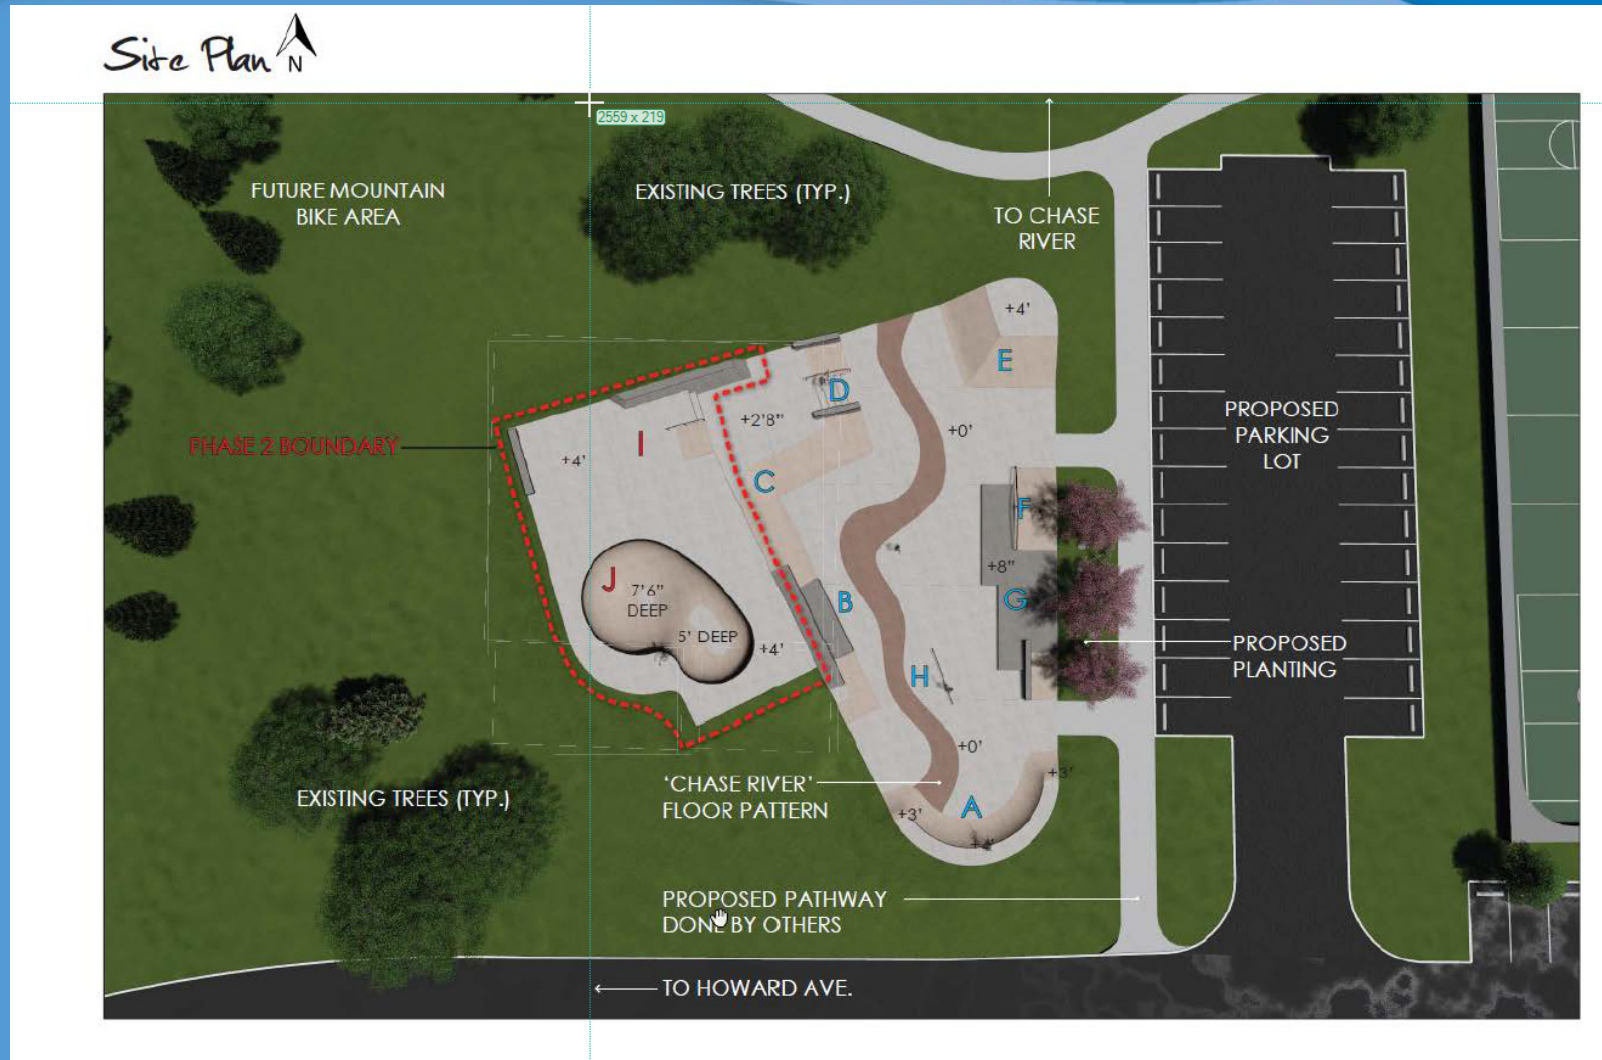 Site Plan
N
2559 x 219
FUTURE MOUNTAIN
BIKE AREA
EXISTING TREES (TYP.)
TO CHASE
RIVER
+4'
E
D
+2'8"
+0'
PROPOSED
PARKING
LOT
PHASE 2 BOUNDARY
I
+4'
C
F
+8"
J
7'6"
DEEP
B
G
5' DEEP
+4'
PROPOSED
PLANTING
H
+0'
'CHASE RIVER'
FLOOR PATTERN
+3'
A
+3'
+4'
EXISTING TREES (TYP.)
PROPOSED PATHWAY
DONE BY OTHERS
TO HOWARD AVE.